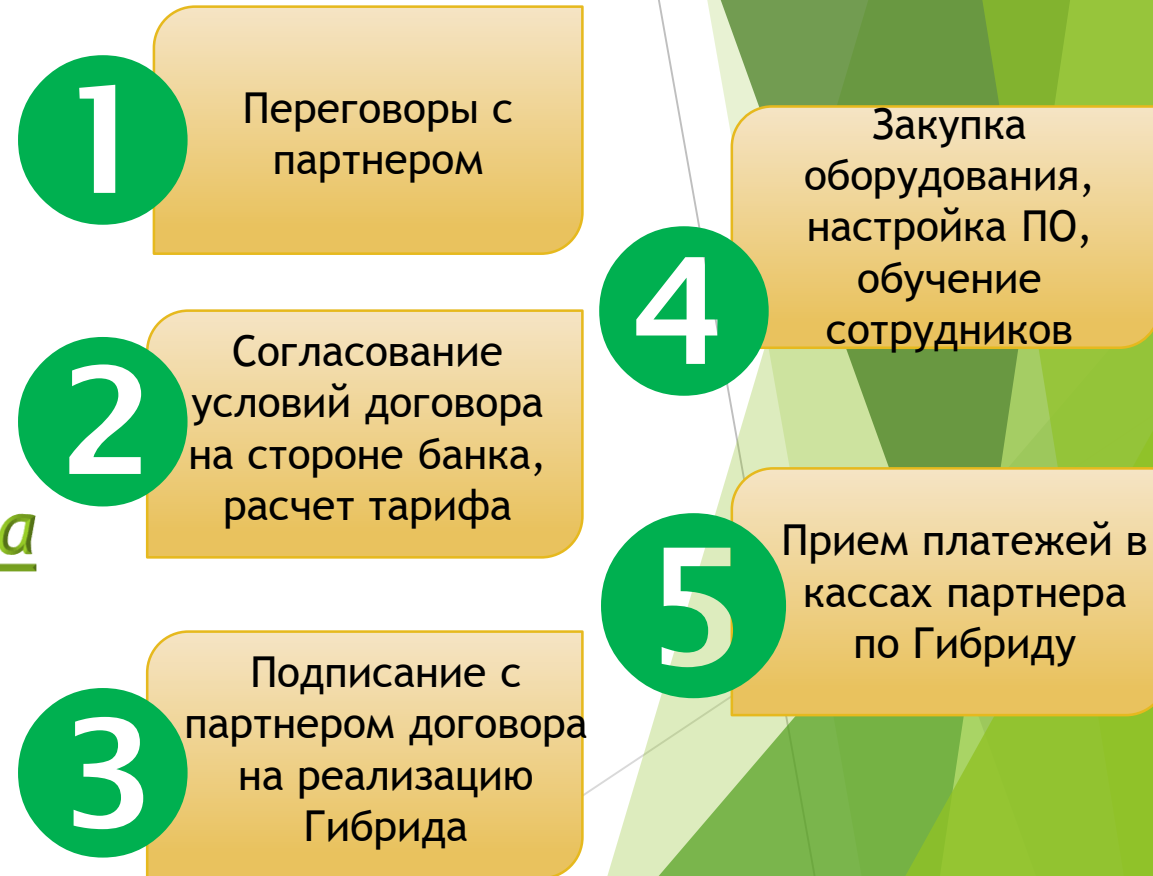 1
Переговоры с
партнером
2
Согласование
условий договора
на стороне банка,
расчет тарифа
а
3
Подписание с
партнером договора
на реализацию
Гибрида
4
Закупка
оборудования,
настройка ПО,
обучение
сотрудников
5
Прием платежей в
кассах партнера
по Гибриду